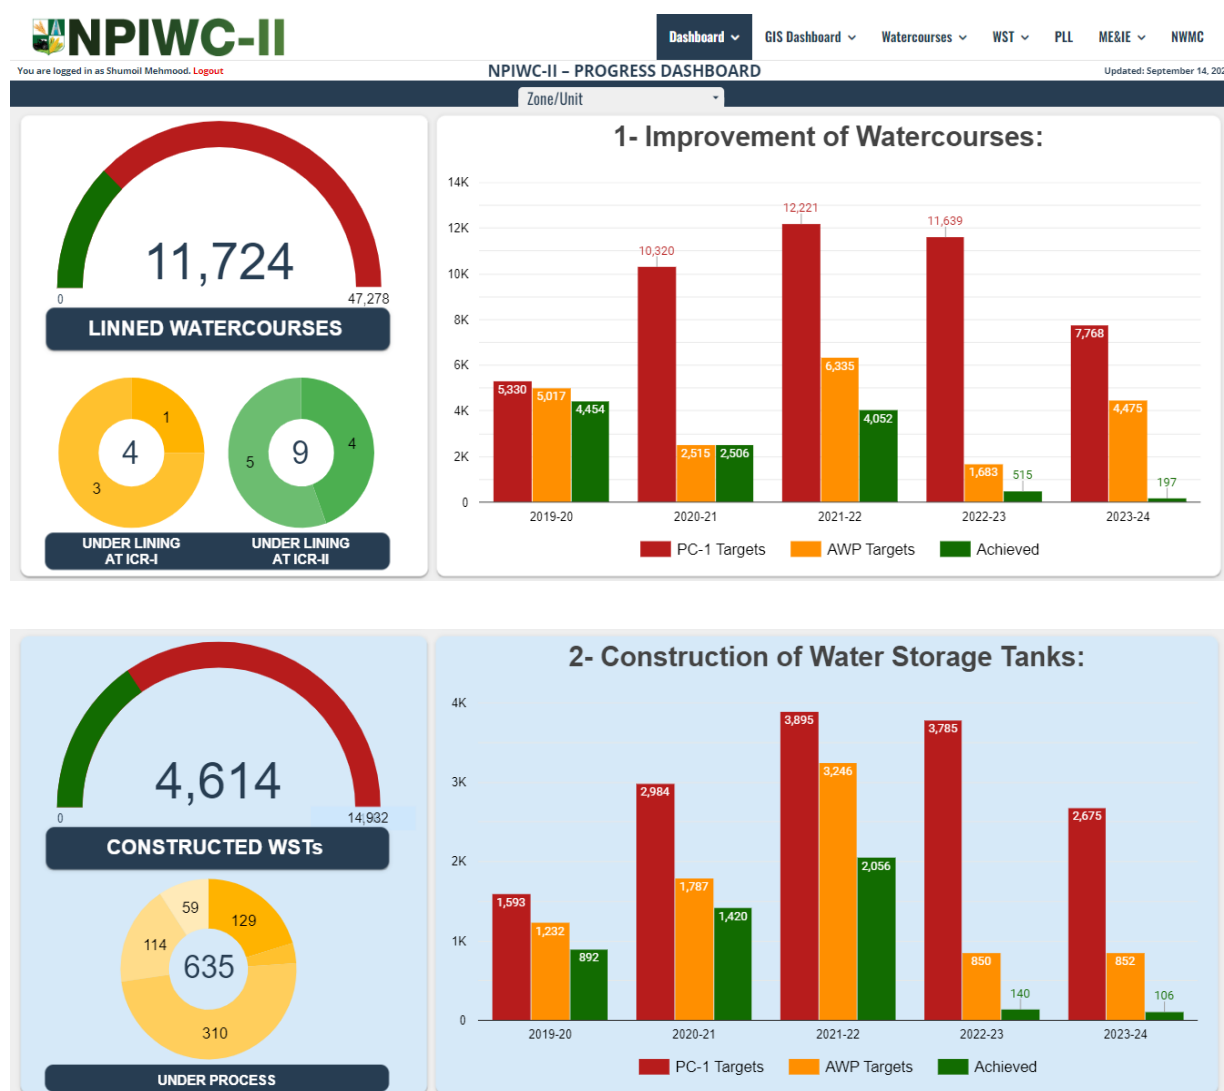 NPIWC-II
Dashboard
GIS Dashboard
Watercourses
WST
PLL
ME&IE
NWMC
You are logged in as Shumoil Mehmood. Logout
NPIWC-II – PROGRESS DASHBOARD
Updated: September 14,
Zone/Unit
11,724
0
47,278
LINNED WATERCOURSES
4
1
3
9
4
5
UNDER LINING
AT ICR-I
UNDER LINING
AT ICR-II
1- Improvement of Watercourses:
14K
12K
10K
8K
6K
4K
2K
0
5,330
5,017
4,454
10,320
2,515
2,506
12,221
6,335
4,052
11,639
1,683
515
7,768
4,475
197
2019-20
2020-21
2021-22
2022-23
2023-24
PC-1 Targets
AWP Targets
Achieved
4,614
0
14,932
CONSTRUCTED WSTs
59
129
114
635
310
UNDER PROCESS
2- Construction of Water Storage Tanks:
4K
3K
2K
1K
0
1,593
1,232
892
2,984
1,787
1,420
3,895
3,246
2,056
3,785
850
140
2,675
852
106
2019-20
2020-21
2021-22
2022-23
2023-24
PC-1 Targets
AWP Targets
Achieved